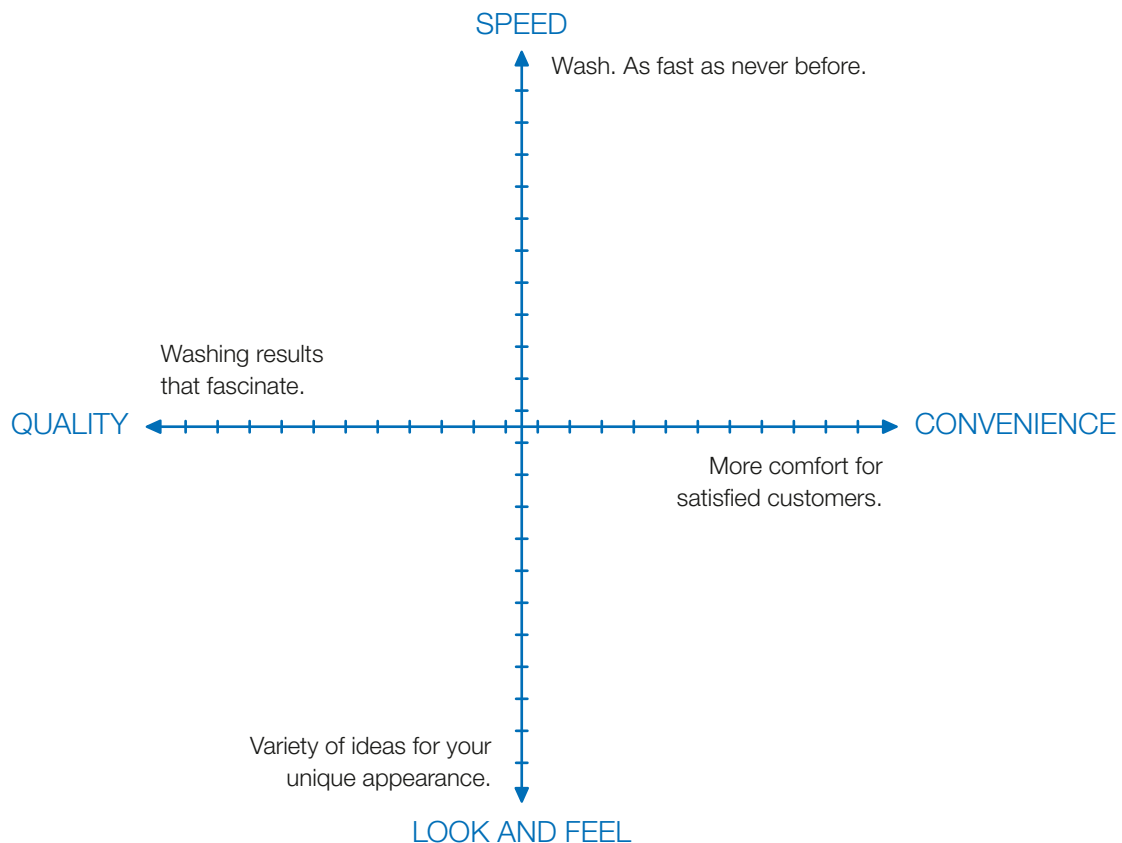 SPEED
Wash. As fast as never before.
Washing results
that fascinate.
QUALITY
CONVENIENCE
More comfort for
satisfied customers.
Variety of ideas for your
unique appearance.
LOOK AND FEEL